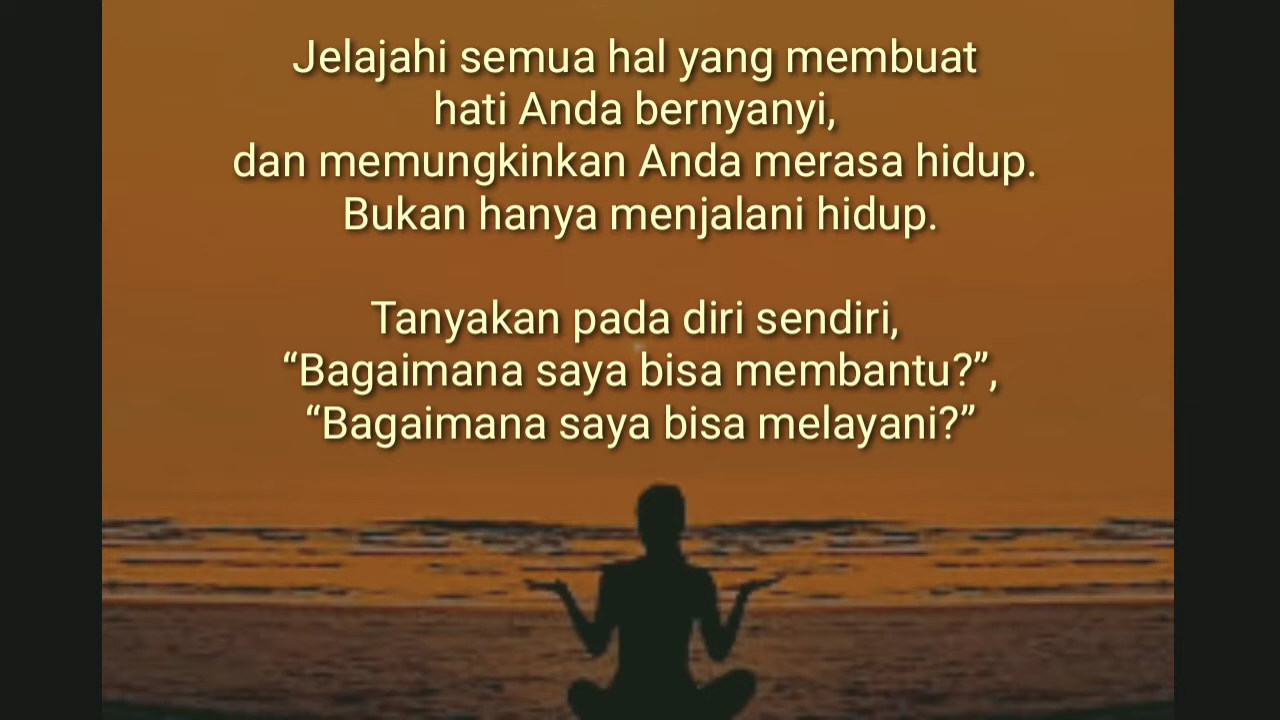 Jelajahi semua hal yang membuat
hati Anda bernyanyi,
dan memungkinkan Anda merasa hidup.
Bukan hanya menjalani hidup.
Tanyakan pada diri sendiri,
“Bagaimana saya bisa membantu?”,
“Bagaimana saya bisa melayani?”